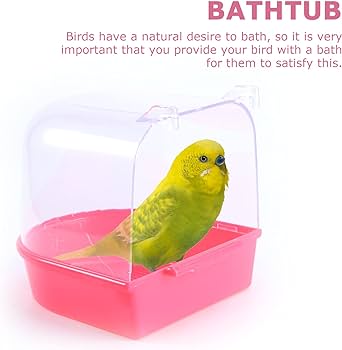 BATHTUB
Birds have a natural desire to bath, so it is very
important that you provide your bird with a bath
for them to satisfy this.